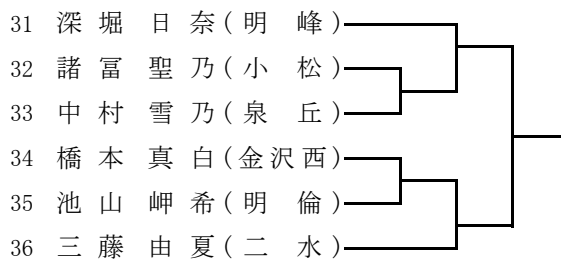 31 深堀 日奈(明峰)
32 諸冨聖乃(小松)
33 中村雪乃(泉丘)
34 橋本真白(金沢西)
35 池山岬希(明倫)
36 三藤由夏(二水)